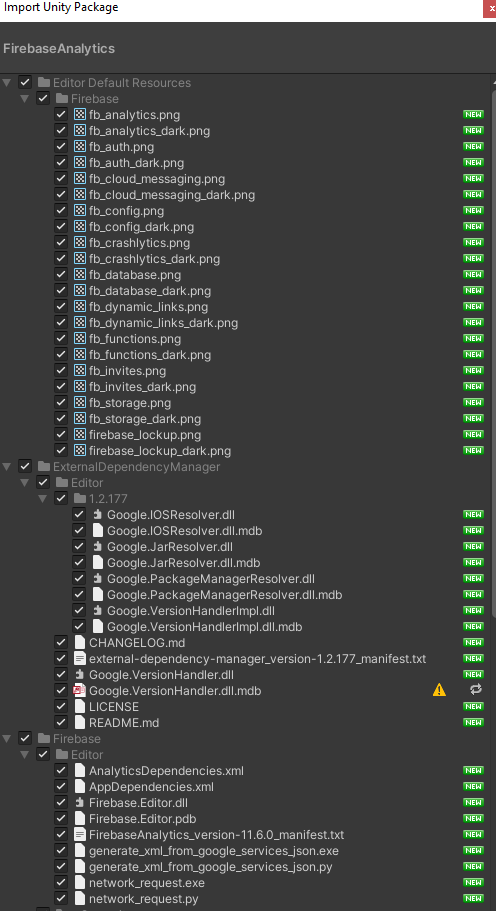 Import Unity Package
x
FirebaseAnalytics
Editor Default Resources
Firebase
fb_analytics.png NEW
fb_analytics_dark.png NEW
fb_auth.png NEW
fb_auth_dark.png NEW
fb_cloud_messaging.png NEW
fb_cloud_messaging_dark.png NEW
fb_config.png NEW
fb_config_dark.png NEW
fb_crashlytics.png NEW
fb_crashlytics_dark.png NEW
fb_database.png NEW
fb_database_dark.png NEW
fb_dynamic_links.png NEW
fb_dynamic_links_dark.png NEW
fb_functions.png NEW
fb_functions_dark.png NEW
fb_invites.png NEW
fb_invites_dark.png NEW
fb_storage.png NEW
fb_storage_dark.png NEW
firebase_lockup.png NEW
firebase_lockup_dark.png NEW
ExternalDependencyManager
Editor
1.2.177
Google.IOSResolver.dll NEW
Google.IOSResolver.dll.mdb NEW
Google.JarResolver.dll NEW
Google.JarResolver.dll.mdb NEW
Google.PackageManagerResolver.dll NEW
Google.PackageManagerResolver.dll.mdb NEW
Google.VersionHandlerImpl.dll NEW
Google.VersionHandlerImpl.dll.mdb NEW
CHANGELOG.md NEW
external-dependency-manager_version-1.2.177_manifest.txt NEW
Google.VersionHandler.dll NEW
Google.VersionHandler.dll.mdb
LICENSE NEW
README.md NEW
Firebase
Editor
AnalyticsDependencies.xml NEW
AppDependencies.xml NEW
Firebase.Editor.dll NEW
Firebase.Editor.pdb NEW
FirebaseAnalytics_version-11.6.0_manifest.txt NEW
generate_xml_from_google_services_json.exe NEW
generate_xml_from_google_services_json.py NEW
network_request.exe NEW
network_request.py NEW